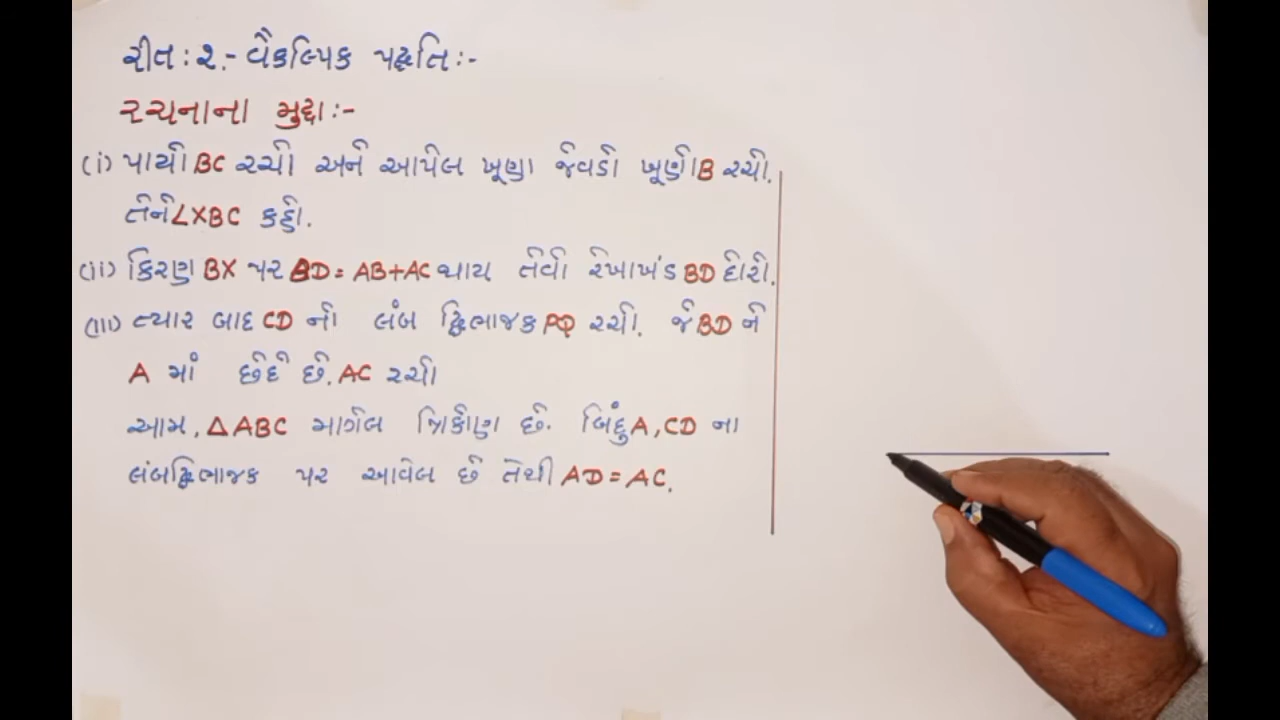 રીત : ૨.- વૈકલ્પિક પદ્ધતિ :-
રચનાના મુદ્દા :-
(i) પાયો BC રચો અને આપેલ ખૂણા જેવડો ખૂણો B રચો.
તેને ∠XBC કહો.
(ii) કિરણ BX પર BD = AB+AC થાય તેવી રેખાખંડ BD દોરો.
(iii) ત્યાર બાદ CD નો લંબ દ્વિભાજક PQ રચો. જે BD ને
A માં છેદે છે. AC રચો
આમ, △ABC માગેલ ત્રિકોણ છે. બિંદુ A, CD ના
લંબદ્વિભાજક પર આવેલ છે તેથી AD = AC.